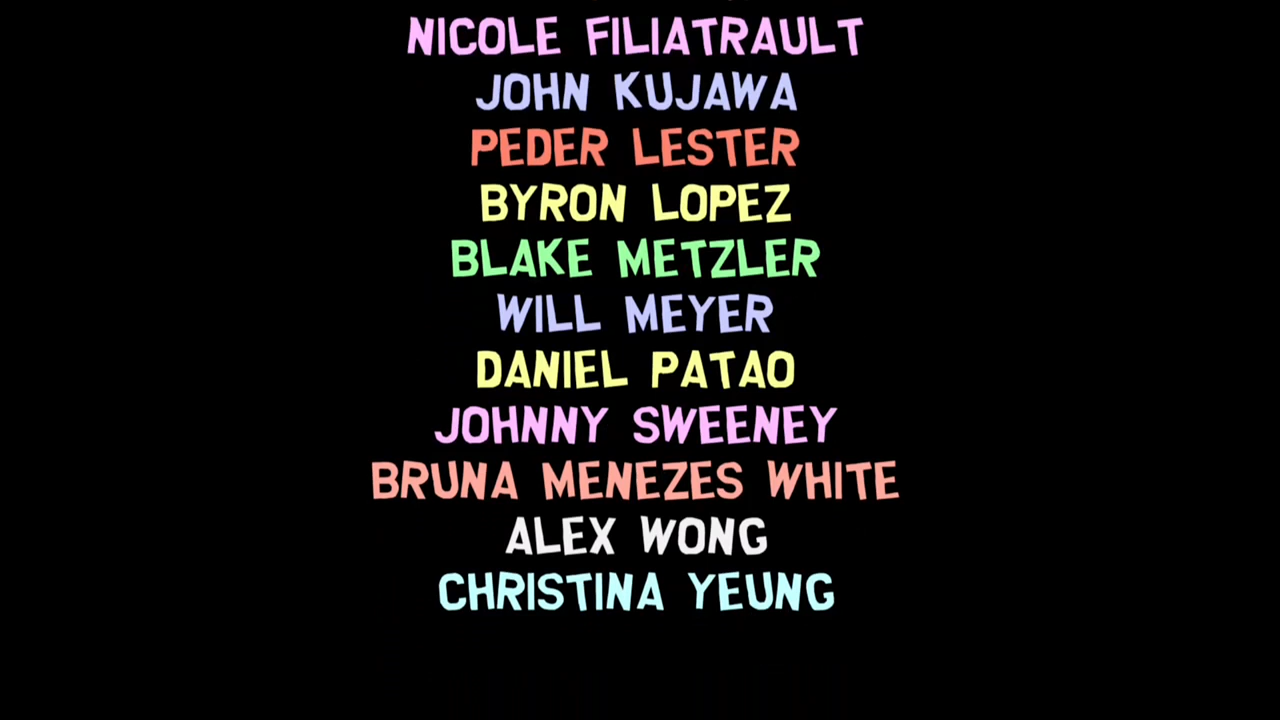 NICOLE FILIATRAULT
JOHN KUJAWA
PEDER LESTER
BYRON LOPEZ
BLAKE METZLER
WILL MEYER
DANIEL PATAO
JOHNNY SWEENEY
BRUNA MENEZES WHITE
ALEX WONG
CHRISTINA YEUNG